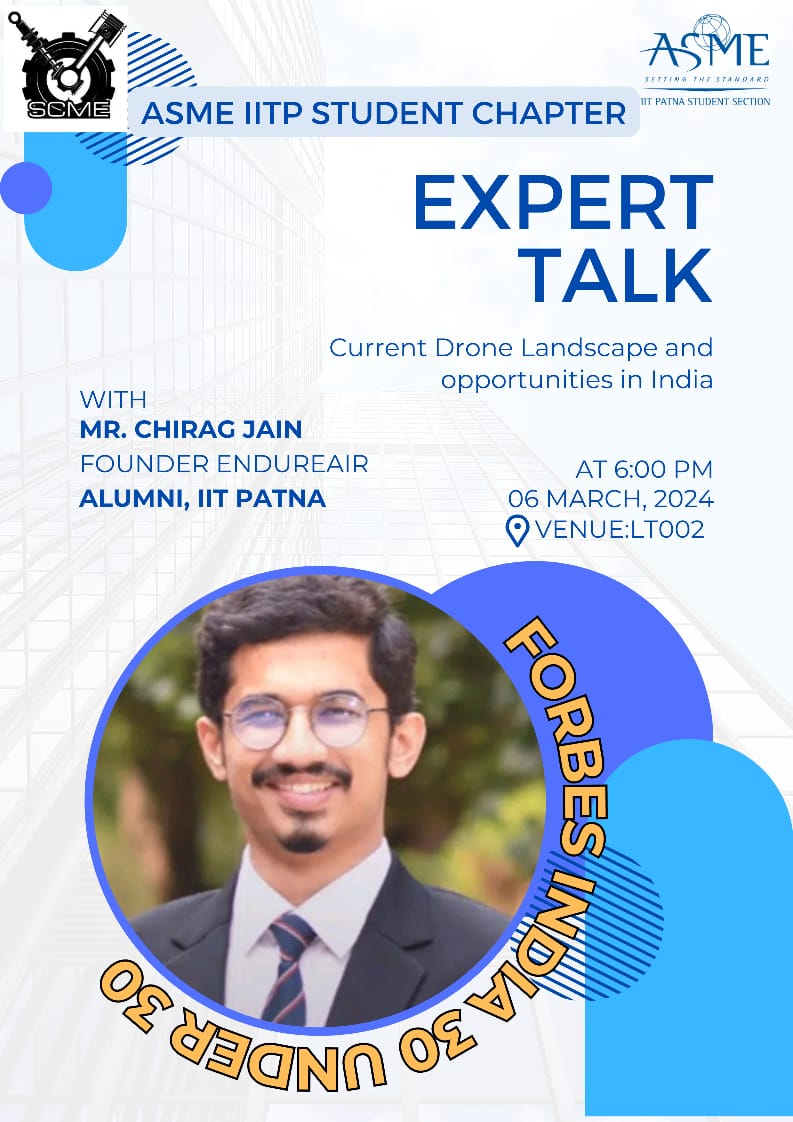 SCME
ASME
SETTING THE STANDARD
IIT PATNA STUDENT SECTION
ASME IITP STUDENT CHAPTER
EXPERT
TALK
Current Drone Landscape and
opportunities in India
WITH
MR. CHIRAG JAIN
FOUNDER ENDUREAIR
ALUMNI, IIT PATNA
AT 6:00 PM
06 MARCH, 2024
VENUE:LT002
FORBES INDIA 30 UNDER 30